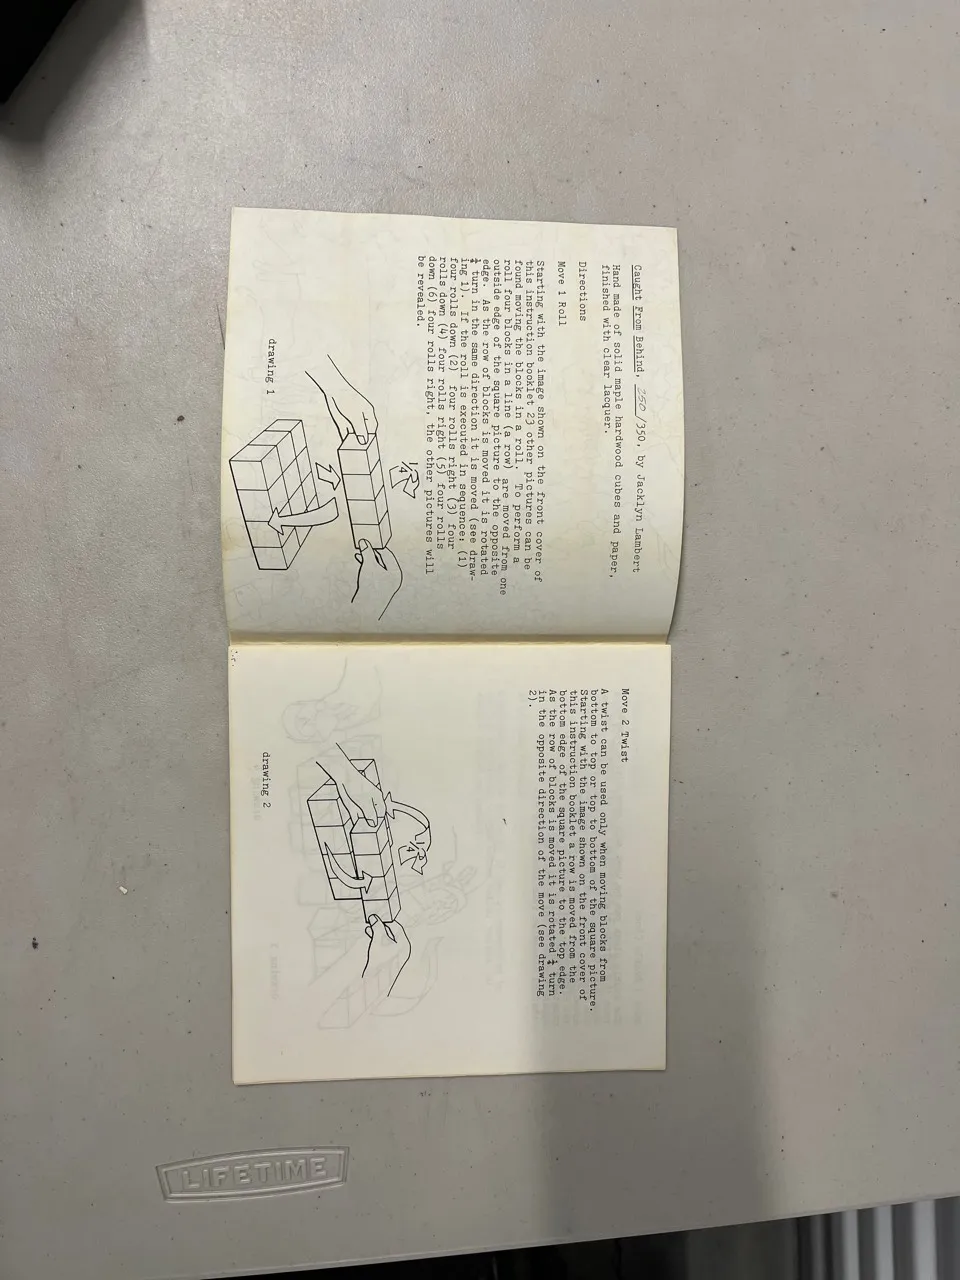 Caught From Behind, 250/350, by Jacklyn Lambert
Hand made of solid maple hardwood cubes and paper,
finished with clear lacquer.
Directions
Move 1 Roll
Starting with the image shown on the front cover of
this instruction booklet 23 other pictures can be
found moving the blocks in a roll. To perform a
roll four blocks in a line (a row) are moved from one
outside edge of the square picture to the opposite
edge. As the row of blocks is moved it is rotated
¼ turn in the same direction it is moved (see draw-
ing 1). If the roll is executed in sequence; (1)
four rolls down (2) four rolls right (3) four
rolls down (4) four rolls right (5) four rolls
down (6) four rolls right, the other pictures will
be revealed.
1/4
drawing 1
Move 2 Twist
A twist can be used only when moving blocks from
bottom to top or top to bottom of the square picture.
Starting with the image shown on the front cover of
this instruction booklet a row is moved from the
bottom edge of the square picture to the top edge.
As the row of blocks is moved it is rotated ¼ turn
in the opposite direction of the move (see drawing
2).
1/4
drawing 2
LIFETIME